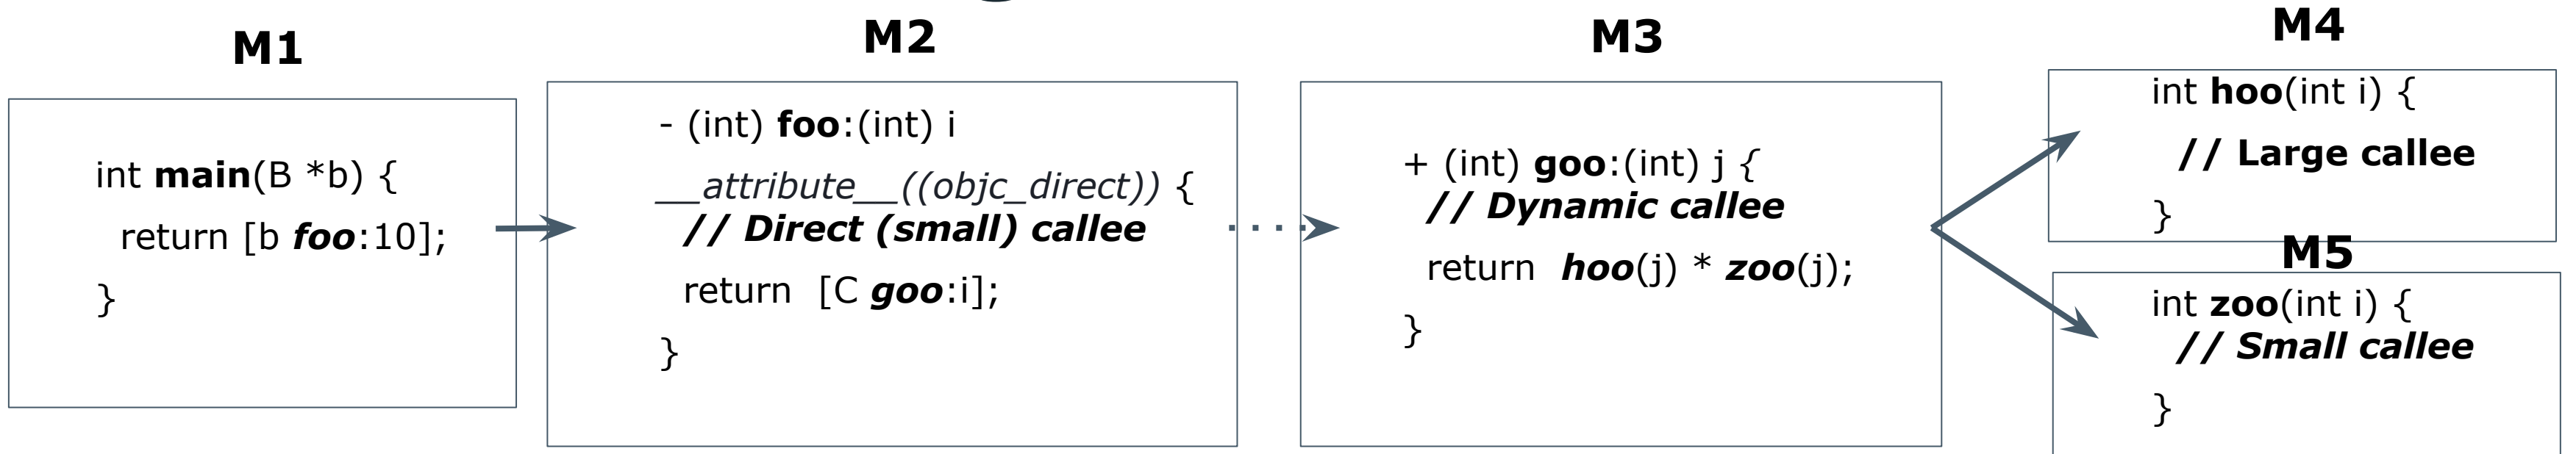 M1
int main(B *b) {
return [b foo:10];
}
M2
- (int) foo:(int) i
__attribute__((objc_direct)) {
// Direct (small) callee
return [C goo:i];
}
M3
+ (int) goo:(int) j {
// Dynamic callee
return hoo(j) * zoo(j);
}
M4
int hoo(int i) {
// Large callee
}
M5
int zoo(int i) {
// Small callee
}